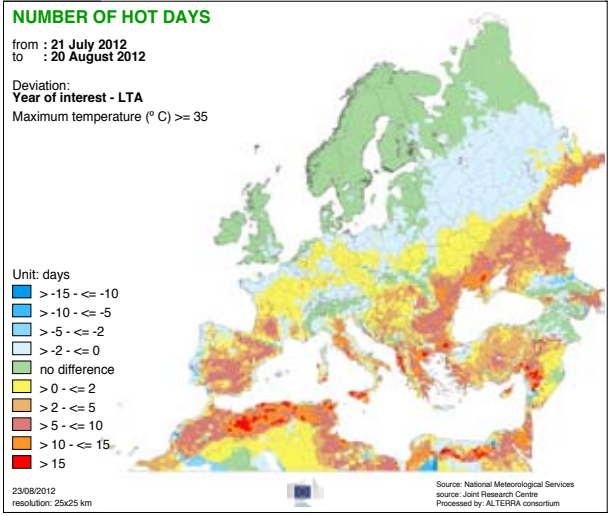 NUMBER OF HOT DAYS
from : 21 July 2012
to : 20 August 2012
Deviation:
Year of interest - LTA
Maximum temperature (º C) >= 35
Unit: days
> -15 - <= -10
> -10 - <= -5
> -5 - <= -2
> -2 - <= 0
no difference
> 0 - <= 2
> 2 - <= 5
> 5 - <= 10
> 10 - <= 15
> 15
23/08/2012
resolution: 25x25 km
Source: National Meteorological Services
source: Joint Research Centre
Processed by: ALTERRA consortium